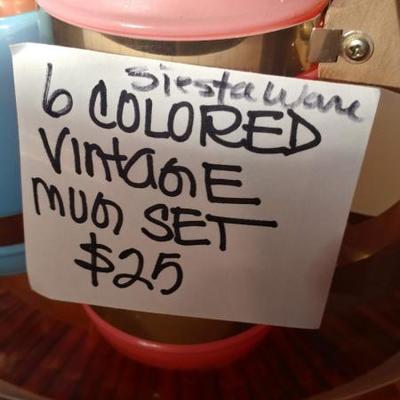 Siesta Ware
6 COLORED
VINTAGE
MUG SET
$25